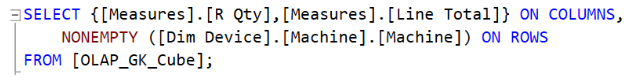 SELECT {[Measures].[R Qty],[Measures].[Line Total]} ON COLUMNS,
NONEMPTY ([Dim Device].[Machine].[Machine]) ON ROWS
FROM [OLAP_GK_Cube];